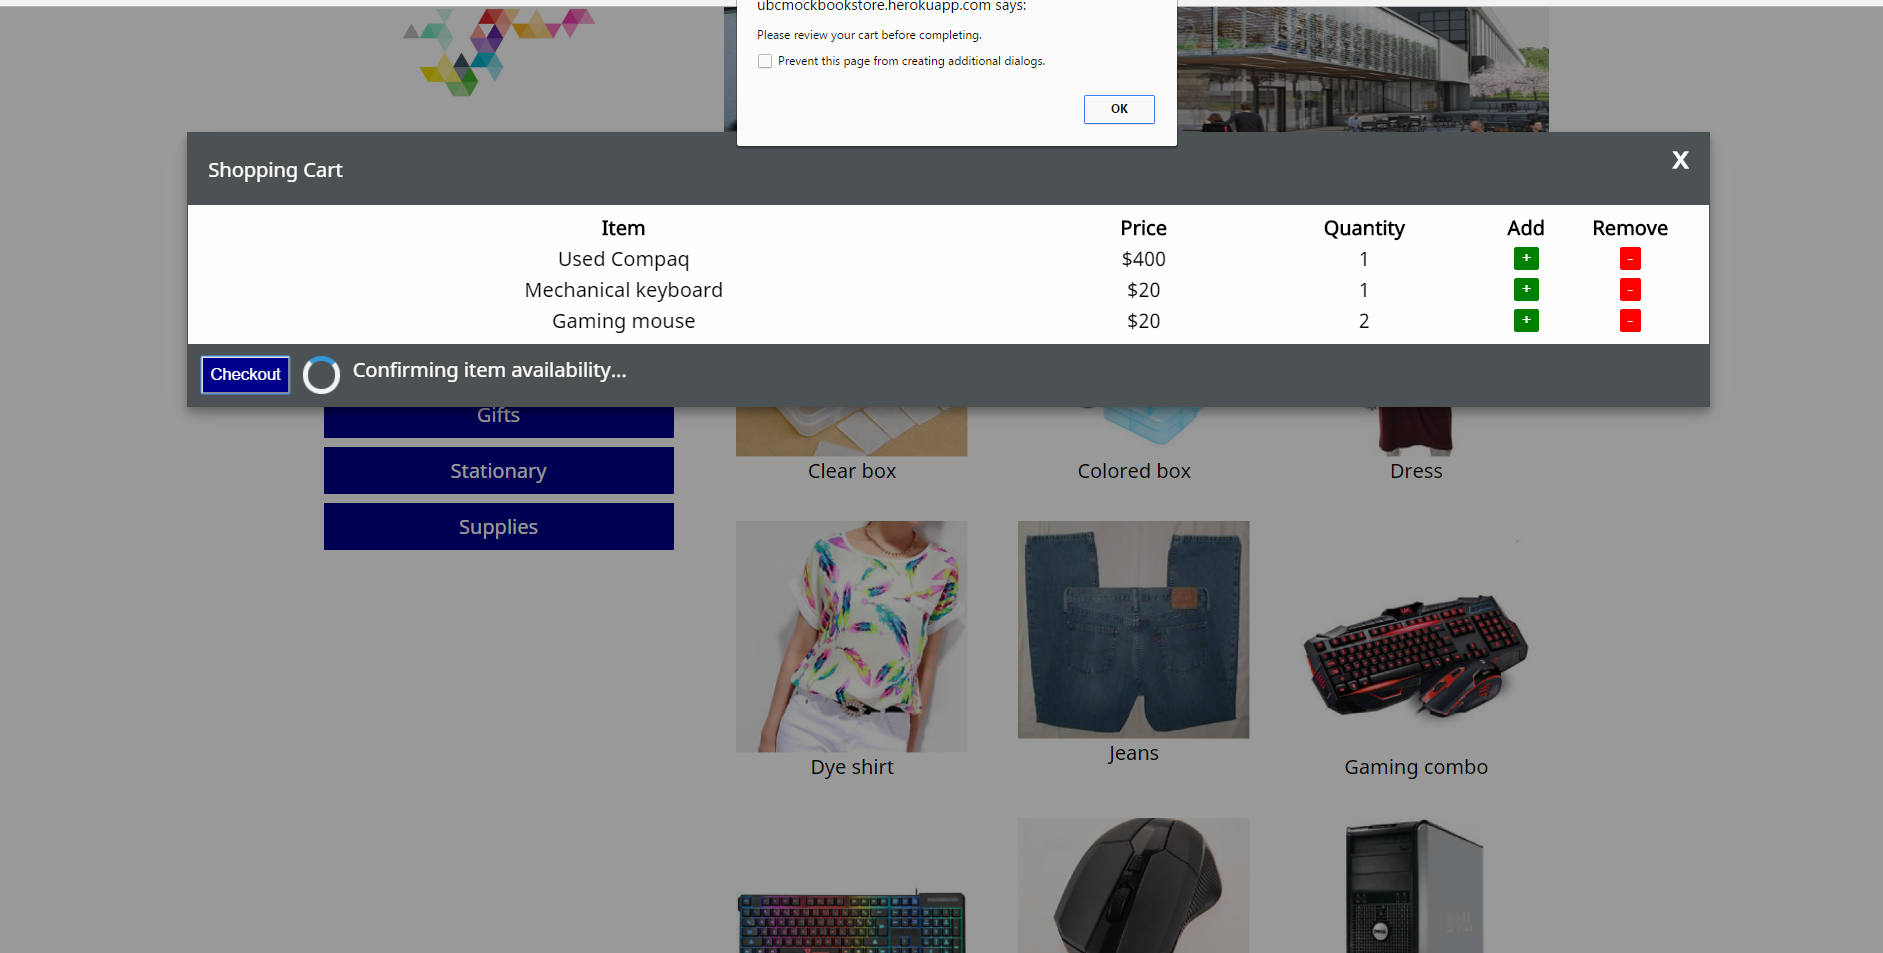 ubcmockbookstore.herokuapp.com says:
Please review your cart before completing.
Prevent this page from creating additional dialogs.
OK
Shopping Cart
X
Item Price Quantity Add Remove
Used Compaq $400 1 + -
Mechanical keyboard $20 1 + -
Gaming mouse $20 2 + -
Checkout Confirming item availability...
Gifts
Stationary
Supplies
Clear box Colored box Dress
Dye shirt Jeans Gaming combo
DELL